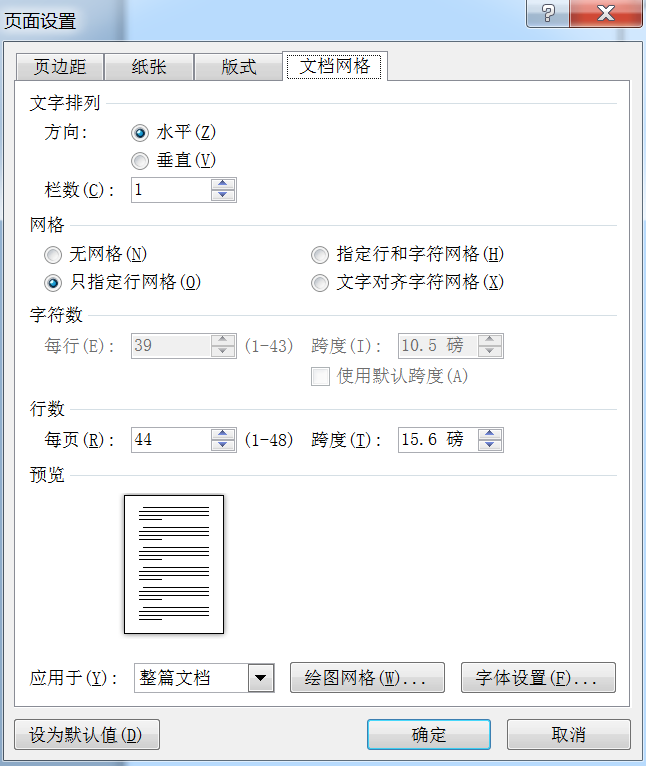 页面设置
页边距 纸张 版式 文档网格
文字排列
方向: 水平(Z)
垂直(V)
栏数(C): 1
网格
无网格(N) 指定行和字符网格(H)
只指定行网格(O) 文字对齐字符网格(X)
字符数
每行(E): 39 (1-43) 跨度(I): 10.5 磅
使用默认跨度(A)
行数
每页(R): 44 (1-48) 跨度(T): 15.6 磅
预览
应用于(Y): 整篇文档 绘图网格(W)... 字体设置(F)...
设为默认值(D) 确定 取消